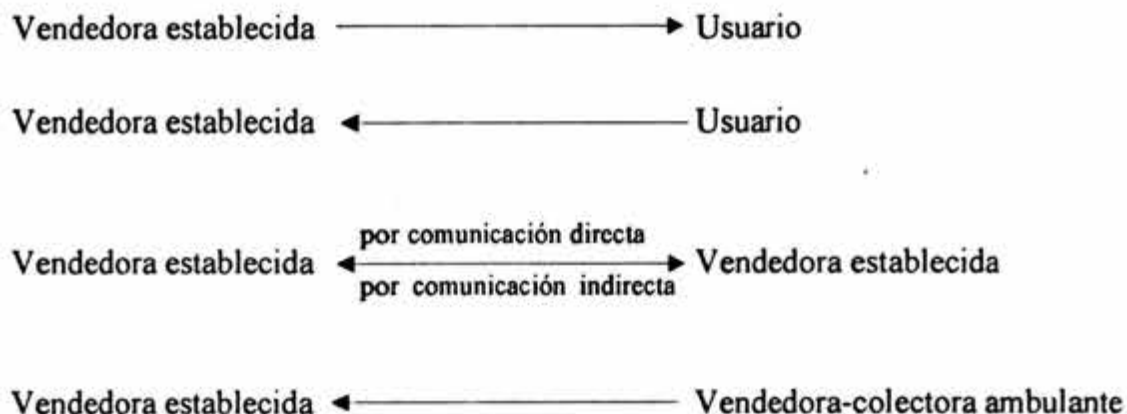 Vendedora establecida Usuario
Vendedora establecida Usuario
por comunicación directa
Vendedora establecida Vendedora establecida
por comunicación indirecta
Vendedora establecida Vendedora-colectora ambulante